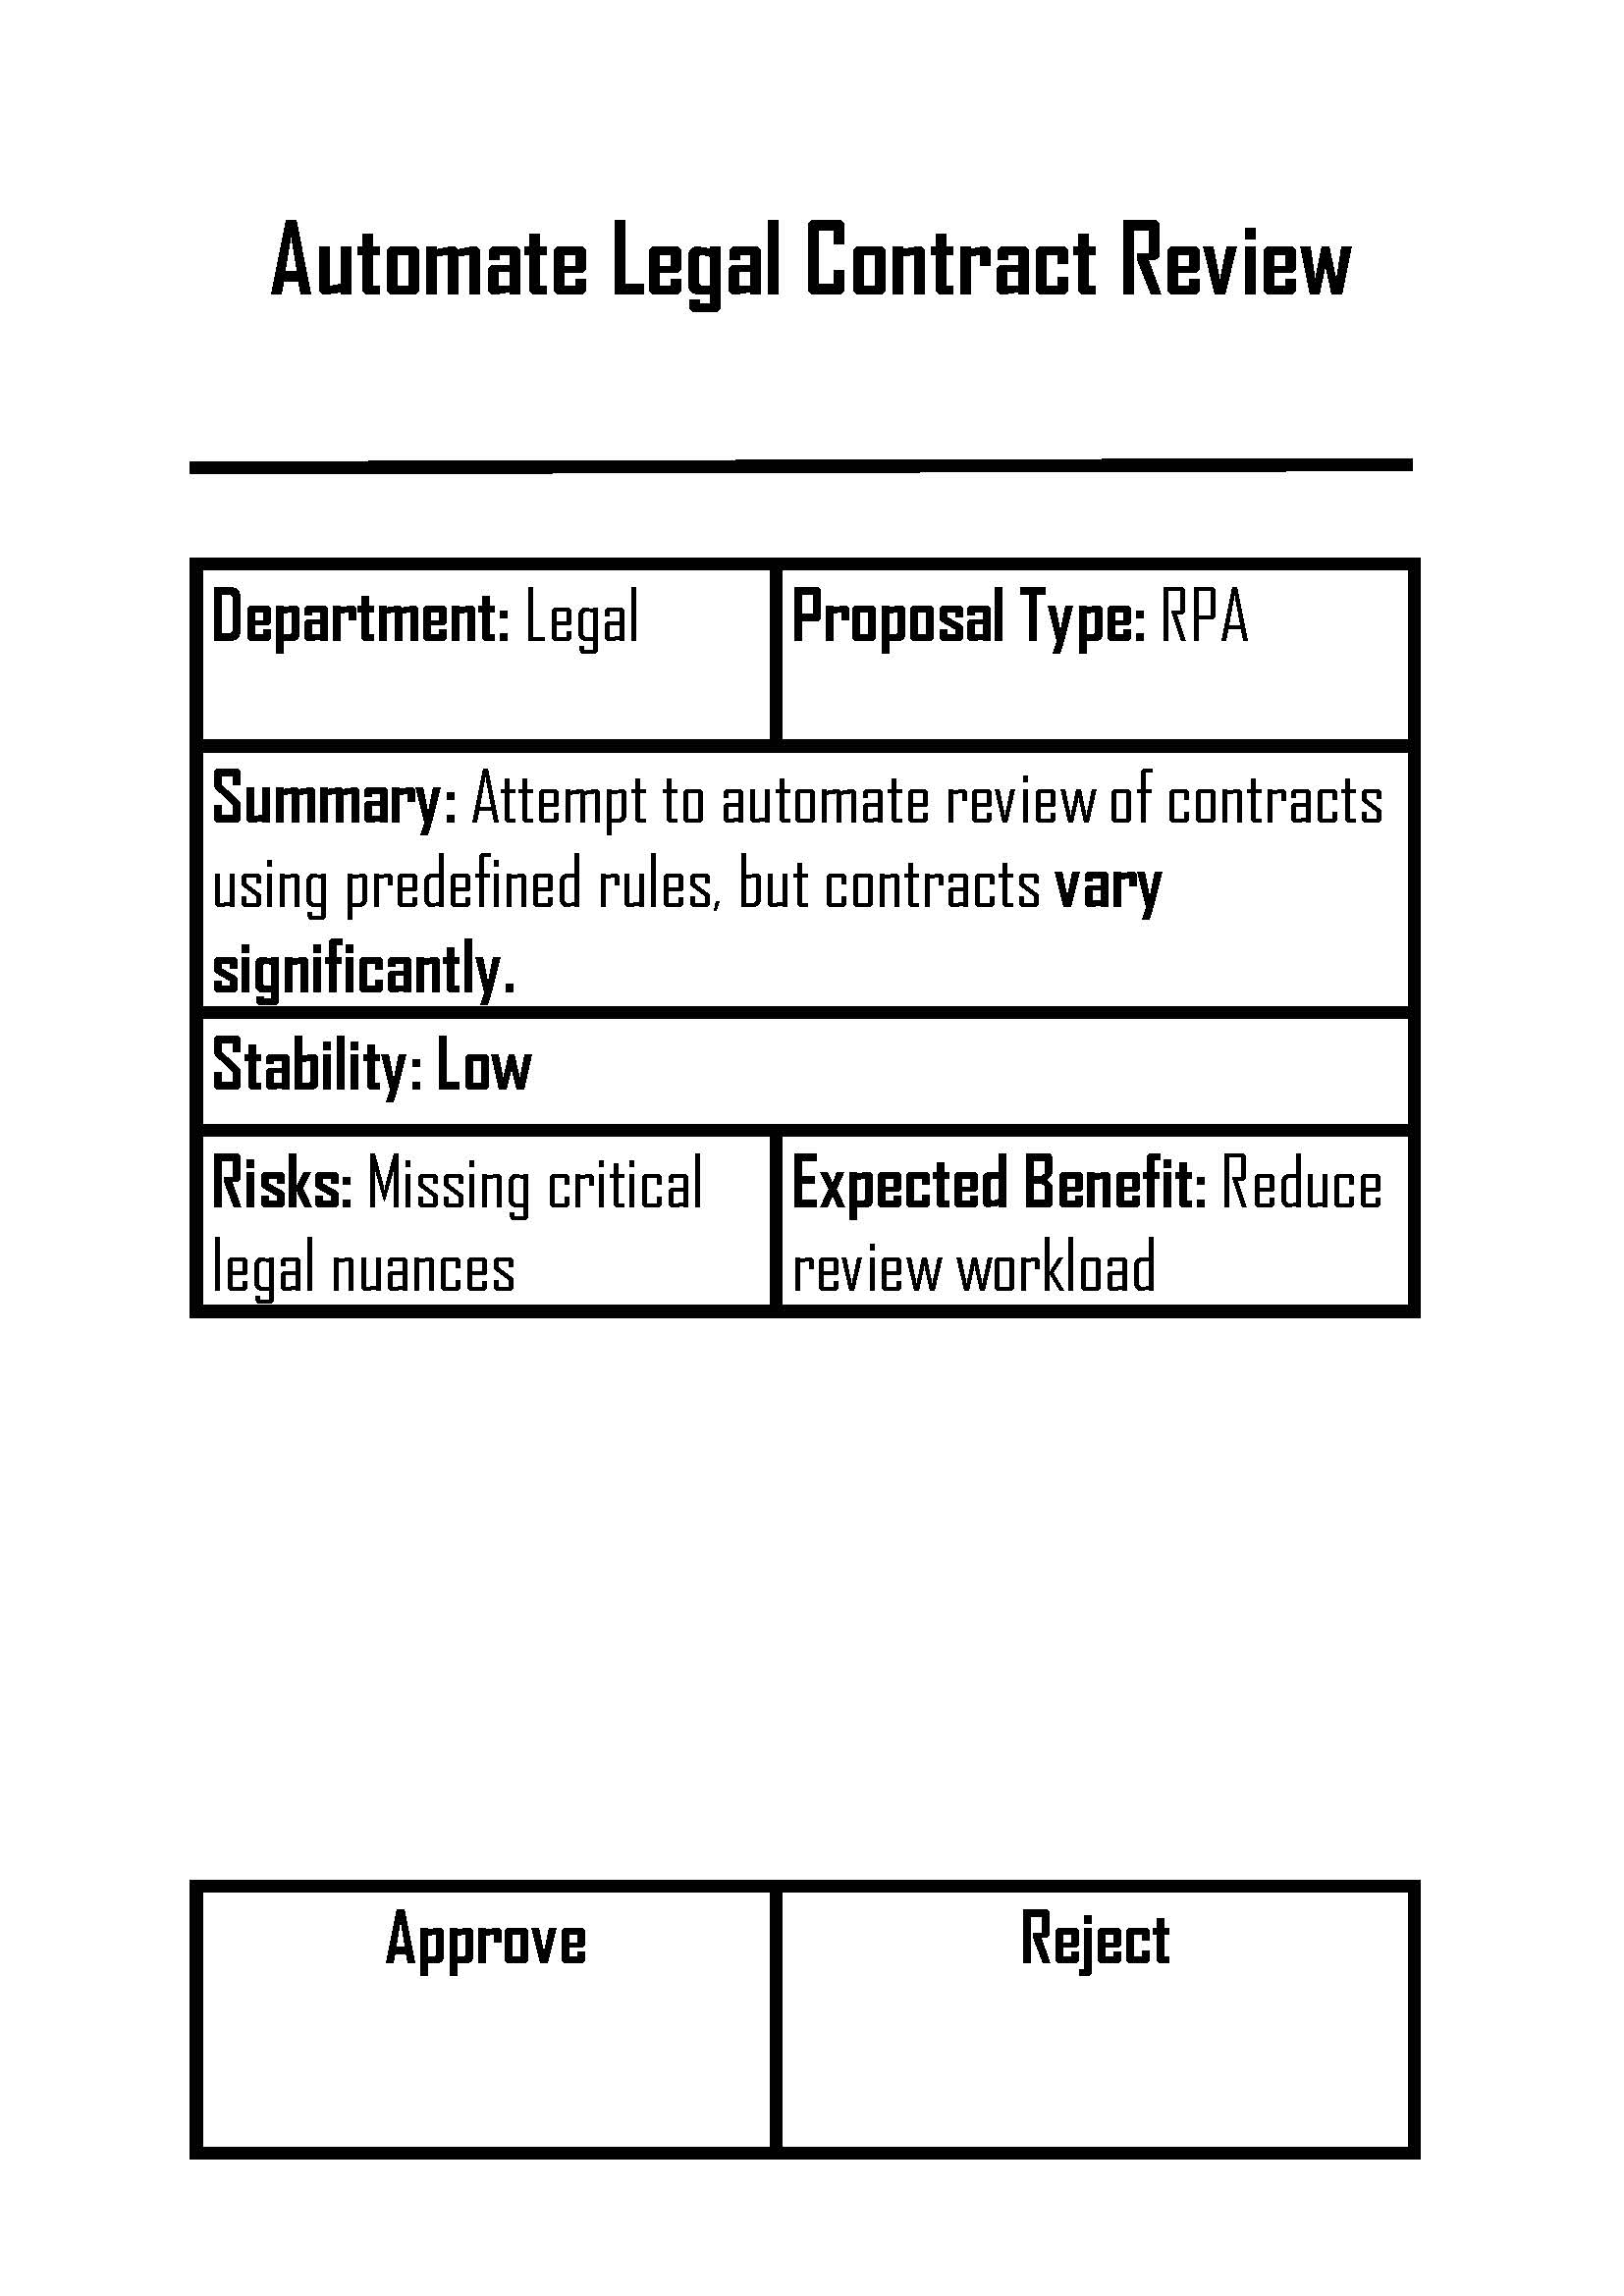 Automate Legal Contract Review
Department: Legal
Proposal Type: RPA
Summary: Attempt to automate review of contracts
using predefined rules, but contracts vary
significantly.
Stability: Low
Risks: Missing critical
legal nuances
Expected Benefit: Reduce
review workload
Approve
Reject